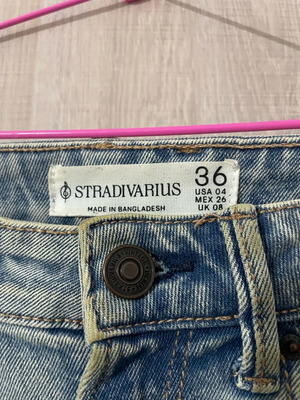 STRADIVARIUS
MADE IN BANGLADESH
36
USA 04
MEX 26
UK 08